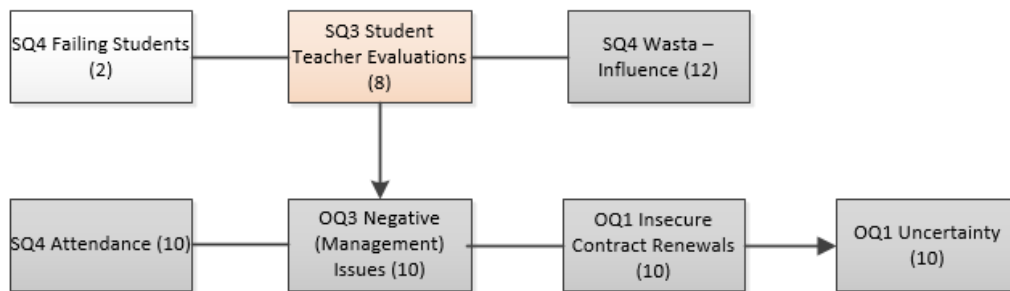 SQ4 Failing Students
(2)
SQ3 Student
Teacher Evaluations
(8)
SQ4 Wasta –
Influence (12)
SQ4 Attendance (10)
OQ3 Negative
(Management)
Issues (10)
OQ1 Insecure
Contract Renewals
(10)
OQ1 Uncertainty
(10)